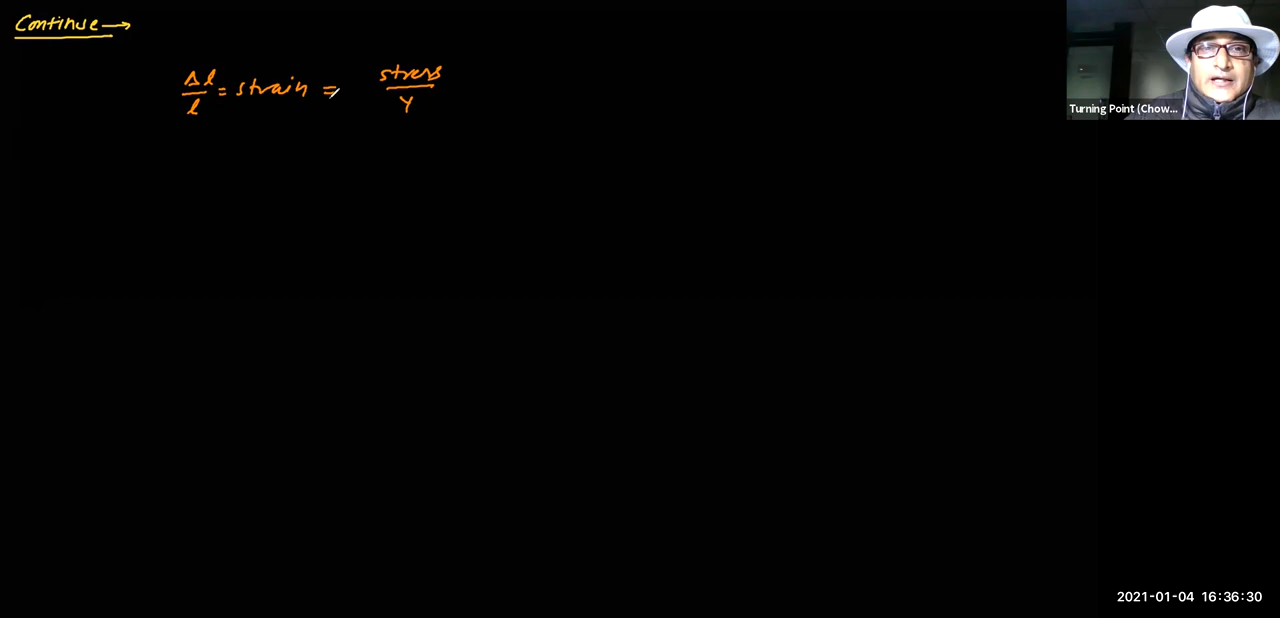 Continue →
Δl/l = strain = stress/Y
Turning Point (Chow...
2021-01-04 16:36:30